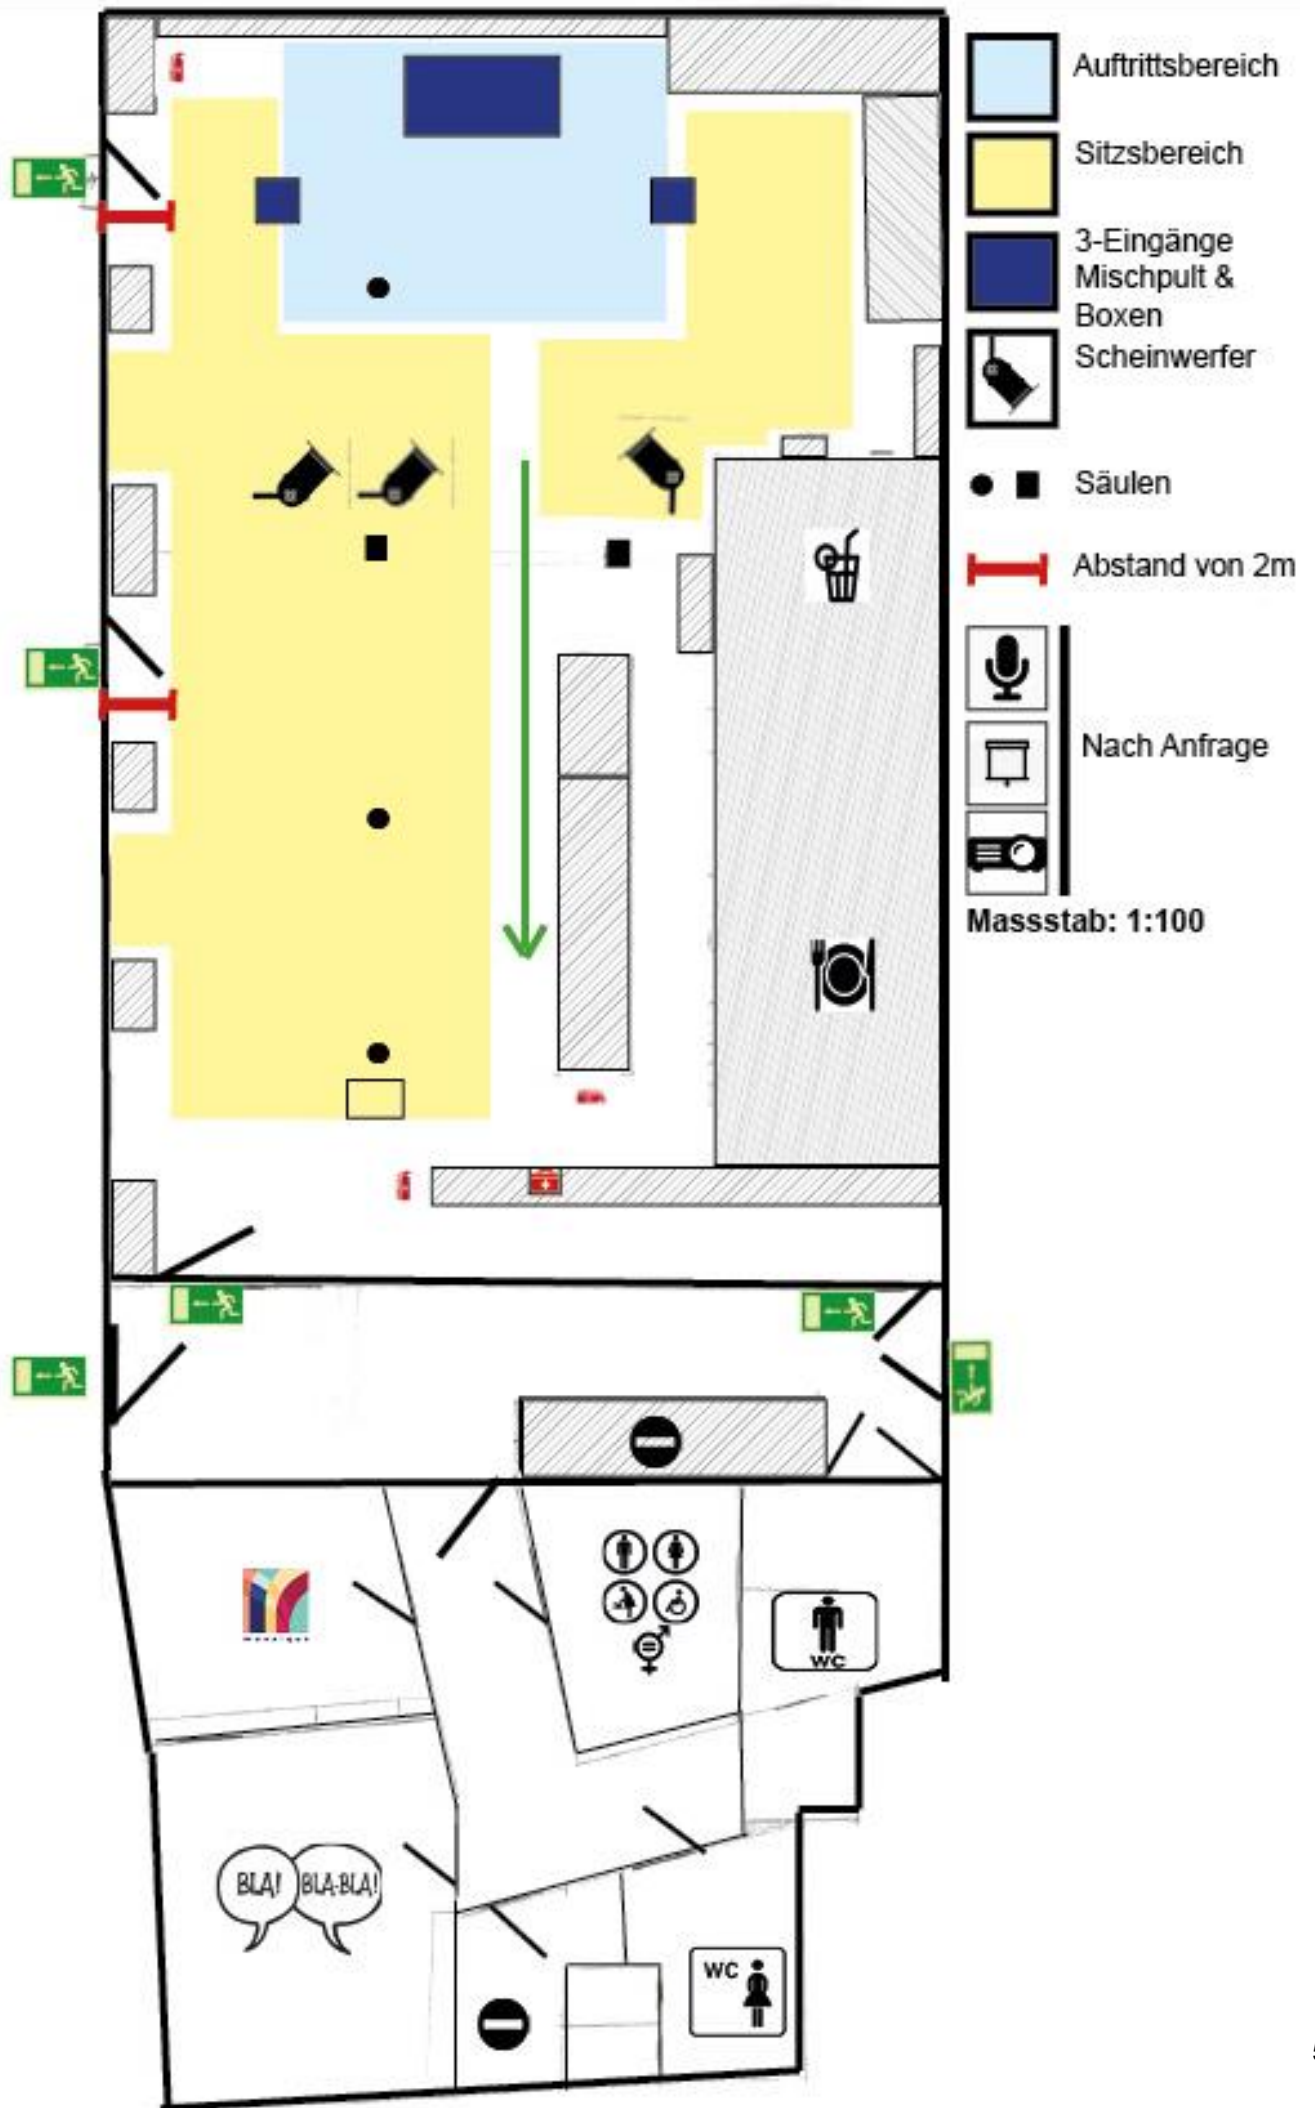 Auftrittsbereich
Sitzsbereich
3-Eingänge
Mischpult &
Boxen
Scheinwerfer
Säulen
Abstand von 2m
Nach Anfrage
Massstab: 1:100
WC
BLA! BLA-BLA!
WC